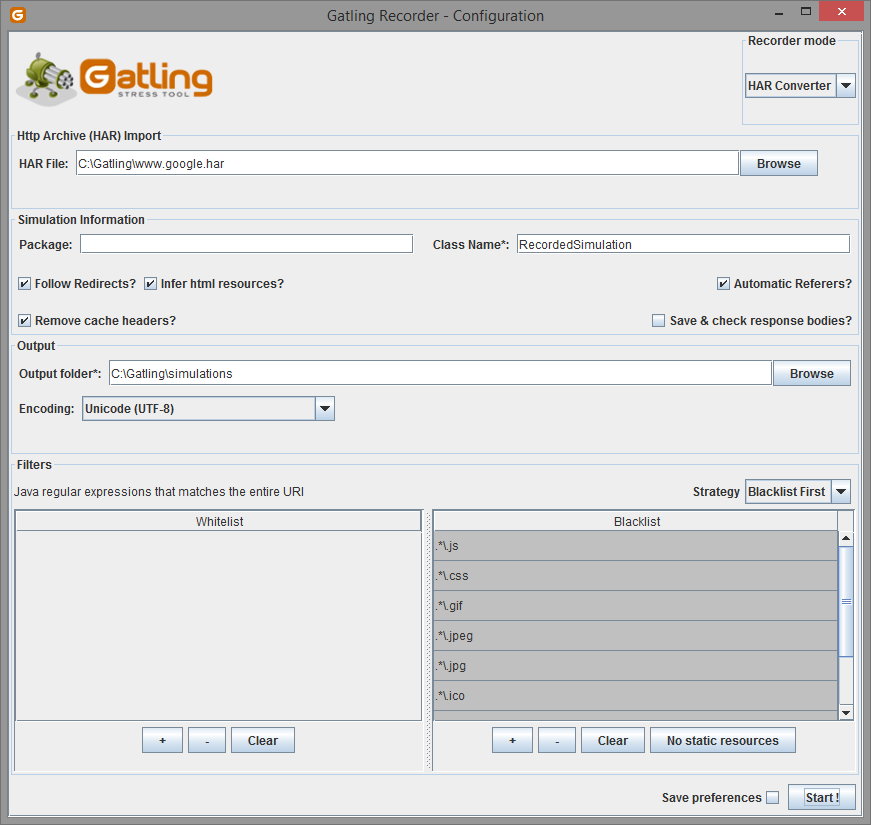 Gatling Recorder - Configuration
Recorder mode
Gatling
STRESS TOOL
HAR Converter
Http Archive (HAR) Import
HAR File: C:\Gatling\www.google.har Browse
Simulation Information
Package: Class Name*: RecordedSimulation
Follow Redirects? Infer html resources? Automatic Referers?
Remove cache headers? Save & check response bodies?
Output
Output folder*: C:\Gatling\simulations Browse
Encoding: Unicode (UTF-8)
Filters
Java regular expressions that matches the entire URI Strategy Blacklist First
Whitelist Blacklist
.*\.js
.*\.css
.*\.gif
.*\.jpeg
.*\.jpg
.*\.ico
+ - Clear + - Clear No static resources
Save preferences Start !